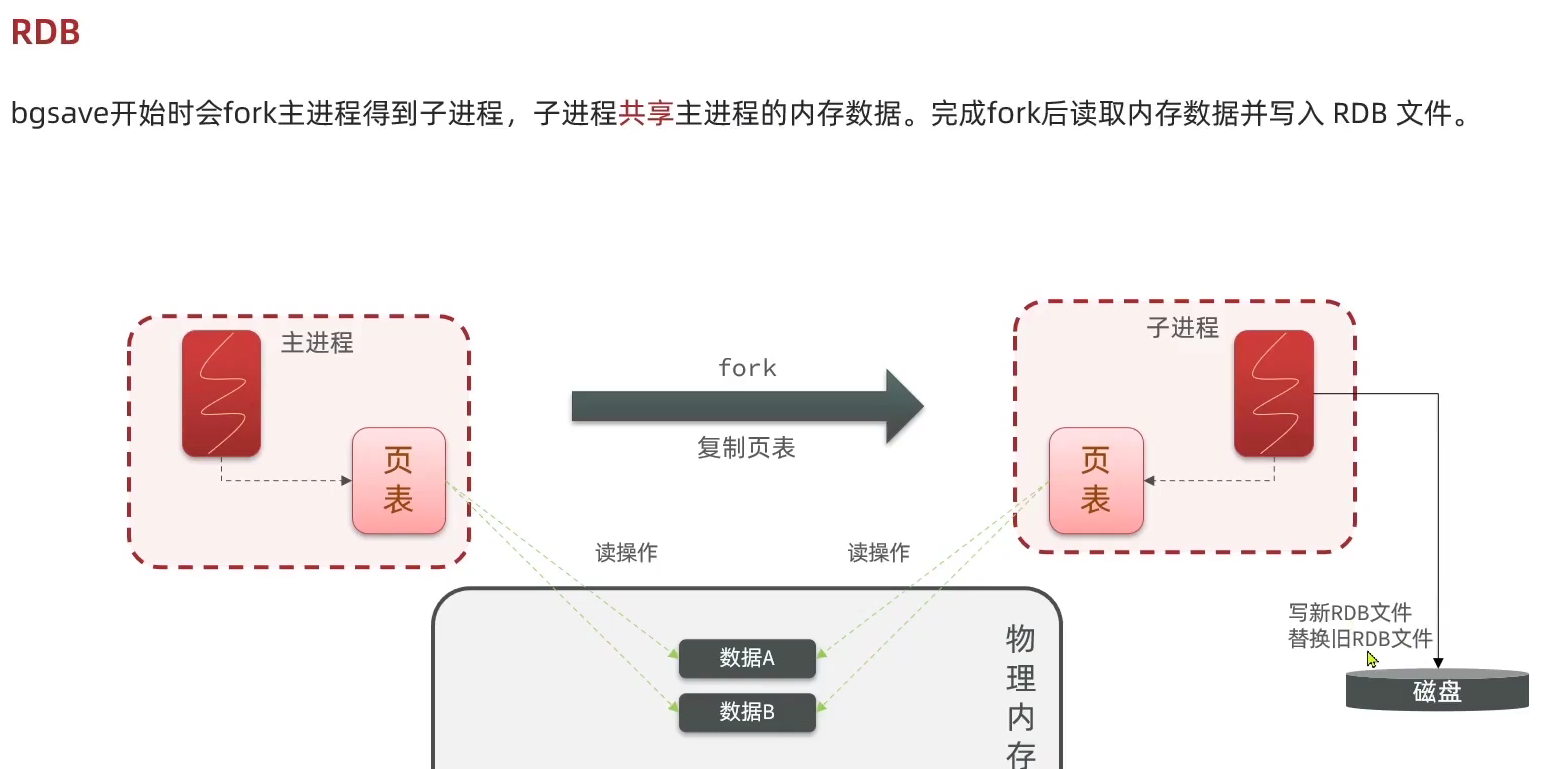 RDB
bgsave开始时会fork主进程得到子进程，子进程共享主进程的内存数据。完成fork后读取内存数据并写入 RDB 文件。
主进程
页
表
fork
复制页表
子进程
页
表
读操作
读操作
数据A
数据B
物
理
内
存
写新RDB文件
替换旧RDB文件
磁盘